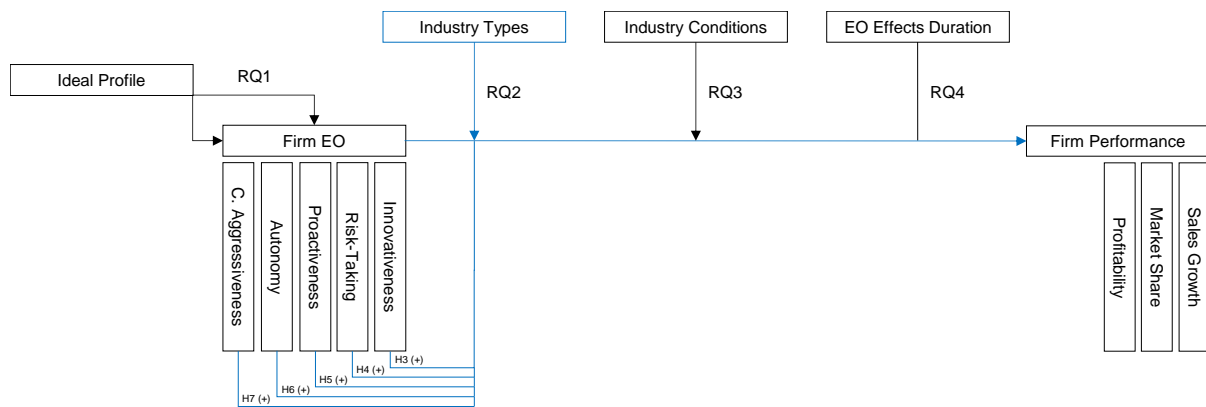 Industry Types
Industry Conditions
EO Effects Duration
Ideal Profile
RQ1
RQ2
RQ3
RQ4
Firm EO
Firm Performance
C. Aggressiveness
Autonomy
Proactiveness
Risk-Taking
Innovativeness
Profitability
Market Share
Sales Growth
H3 (+)
H4 (+)
H5 (+)
H6 (+)
H7 (+)